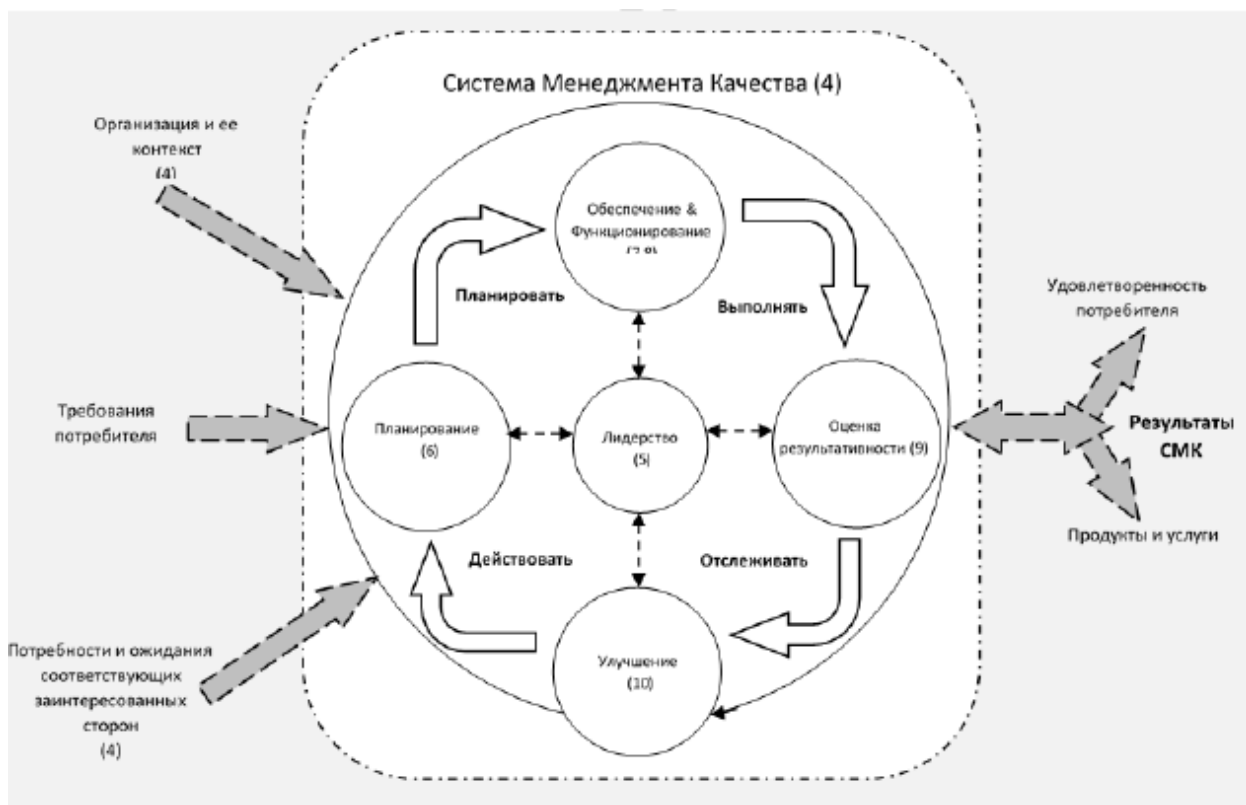 Система Менеджмента Качества (4)
Организация и ее
контекст
(4)
Обеспечение &
Функционирование
Планировать
Выполнять
Удовлетворенность
потребителя
Требования
потребителя
Планирование
(6)
Лидерство
(5)
Оценка
результативности (9)
Результаты
СМК
Действовать
Отслеживать
Продукты и услуги
Потребности и ожидания
соответствующих
заинтересованных
сторон
(4)
Улучшение
(10)